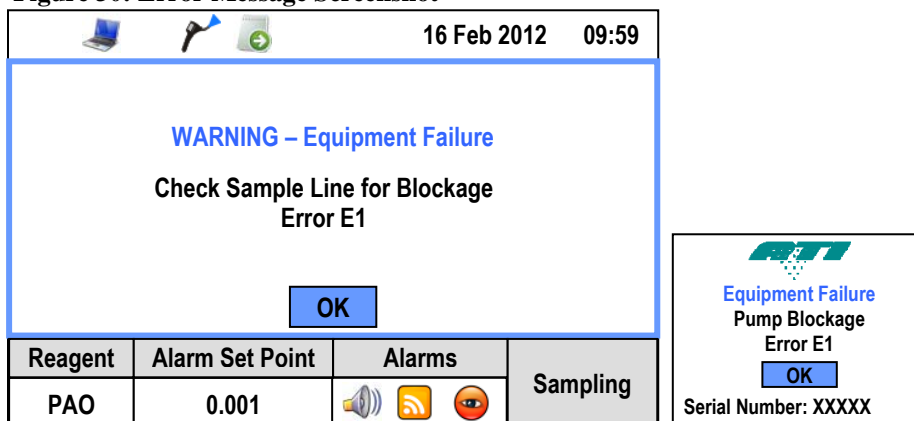 Figure 30: Error Message Screenshot
16 Feb 2012 09:59
WARNING – Equipment Failure
Check Sample Line for Blockage
Error E1
OK
Reagent Alarm Set Point Alarms Sampling
PAO 0.001
ATI
Equipment Failure
Pump Blockage
Error E1
OK
Serial Number: XXXXX